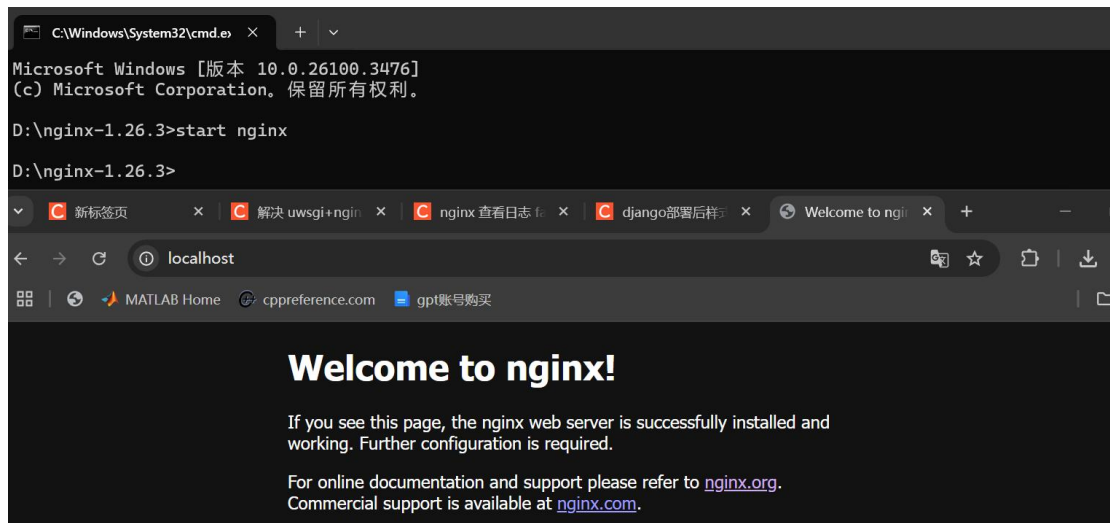 C:\Windows\System32\cmd.e
Microsoft Windows [版本 10.0.26100.3476]
(c) Microsoft Corporation。保留所有权利。
D:\nginx-1.26.3>start nginx
D:\nginx-1.26.3>
新标签页
解决 uwsgi+ngin
nginx 查看日志 fa
django部署后样式
Welcome to ngin
localhost
MATLAB Home
cppreference.com
gpt账号购买
Welcome to nginx!
If you see this page, the nginx web server is successfully installed and
working. Further configuration is required.
For online documentation and support please refer to nginx.org.
Commercial support is available at nginx.com.